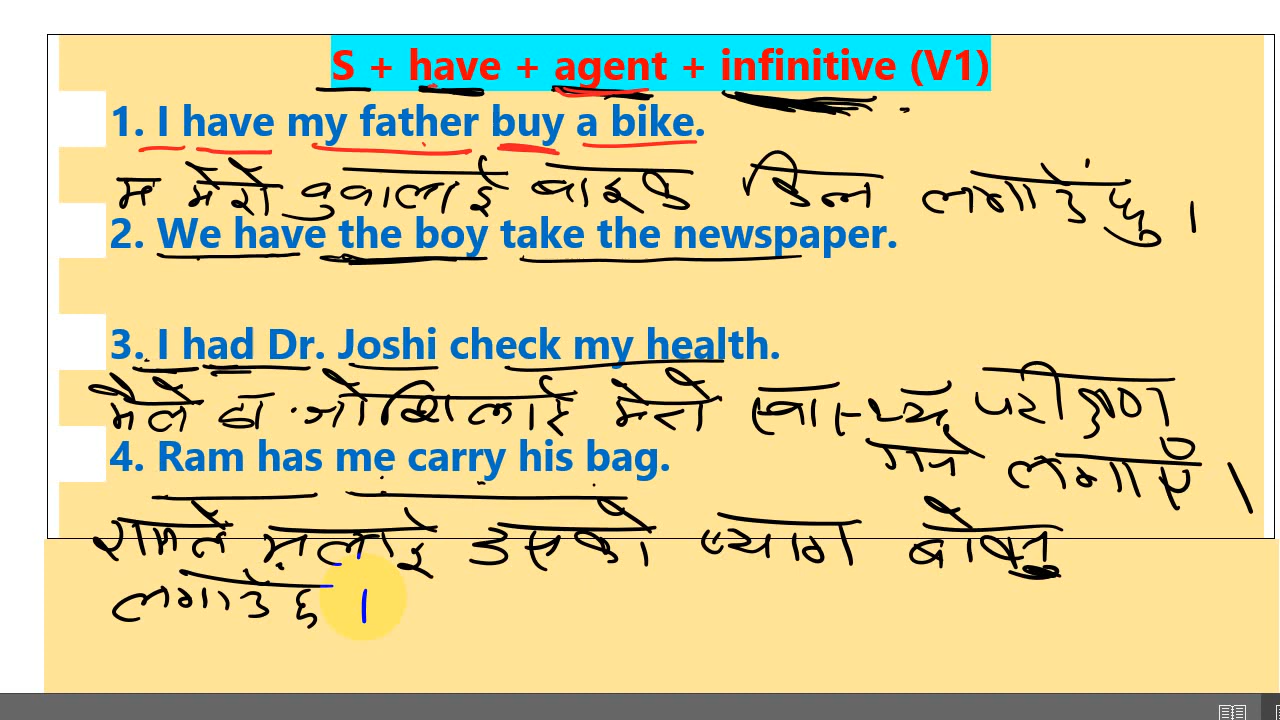 S + have + agent + infinitive (V1)
1. I have my father buy a bike.
म मेरो बुवालाई बाइक किन्न लगाउँछु ।
2. We have the boy take the newspaper.
3. I had Dr. Joshi check my health.
मैले डा. जोशिलाई मेरो स्वास्थ्य परीक्षण
गर्न लगाए ।
4. Ram has me carry his bag.
रामले मलाई उसको ब्याग बोक्न
लगाउँछ ।